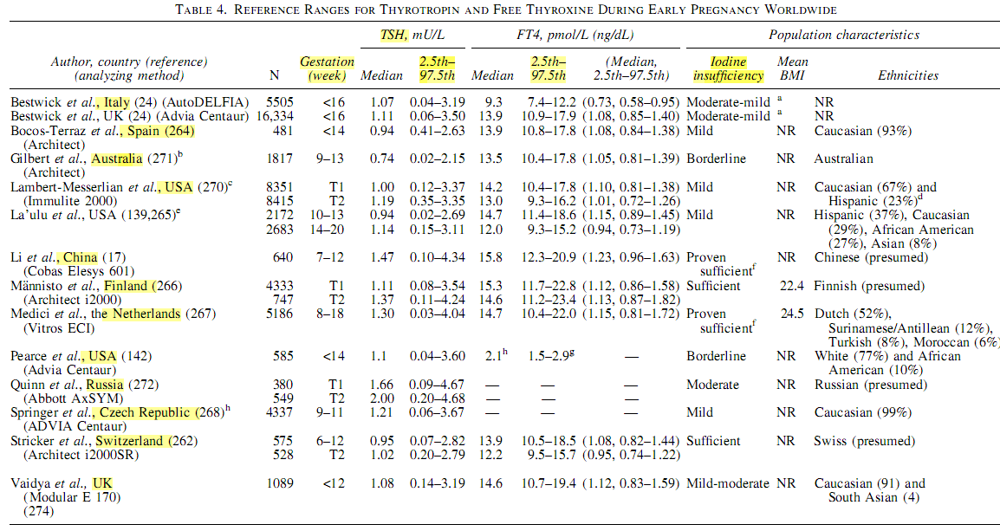 TABLE 4. REFERENCE RANGES FOR THYROTROPIN AND FREE THYROXINE DURING EARLY PREGNANCY WORLDWIDE
TSH, mU/L FT4, pmol/L (ng/dL) Population characteristics
Author, country (reference) Gestation 2.5th– 2.5th– (Median, Iodine Mean
(analyzing method) N (week) Median 97.5th Median 97.5th 2.5th–97.5th) insufficiency BMI Ethnicities
Bestwick et al., Italy (24) (AutoDELFIA) 5505 <16 1.07 0.04–3.19 9.3 7.4–12.2 (0.73, 0.58–0.95) Moderate-mild a NR
Bestwick et al., UK (24) (Advia Centaur) 16,334 <16 1.11 0.06–3.50 13.9 10.9–17.9 (1.08, 0.85–1.40) Moderate-mild a NR
Bocos-Terraz et al., Spain (264) 481 <14 0.94 0.41–2.63 13.9 10.8–17.8 (1.08, 0.84–1.38) Mild NR Caucasian (93%)
(Architect)
Gilbert et al., Australia (271)b 1817 9–13 0.74 0.02–2.15 13.5 10.4–17.8 (1.05, 0.81–1.39) Borderline NR Australian
(Architect)
Lambert-Messerlian et al., USA (270)c 8351 T1 1.00 0.12–3.37 14.2 10.4–17.8 (1.10, 0.81–1.38) Mild NR Caucasian (67%) and
(Immulite 2000) 8415 T2 1.19 0.35–3.35 13.0 9.3–16.2 (1.01, 0.72–1.26) Hispanic (23%)d
La'ulu et al., USA (139,265)e 2172 10–13 0.94 0.02–2.69 14.7 11.4–18.6 (1.15, 0.89–1.45) Mild NR Hispanic (37%), Caucasian
2683 14–20 1.14 0.15–3.11 12.0 9.3–15.2 (0.94, 0.73–1.19) (29%), African American
(27%), Asian (8%)
Li et al., China (17) 640 7–12 1.47 0.10–4.34 15.8 12.3–20.9 (1.23, 0.96–1.63) Proven NR Chinese (presumed)
(Cobas Elesys 601) sufficientf
Männisto et al., Finland (266) 4333 T1 1.11 0.08–3.54 15.3 11.7–22.8 (1.12, 0.86–1.58) Sufficient 22.4 Finnish (presumed)
(Architect i2000) 747 T2 1.37 0.11–4.24 14.6 11.2–23.4 (1.13, 0.87–1.82)
Medici et al., the Netherlands (267) 5186 8–18 1.30 0.03–4.04 14.7 10.4–22.0 (1.15, 0.81–1.72) Proven 24.5 Dutch (52%),
(Vitros ECI) sufficientf Surinamese/Antillean (12%),
Turkish (8%), Moroccan (6%)
Pearce et al., USA (142) 585 <14 1.1 0.04–3.60 2.1h 1.5–2.9g — Borderline NR White (77%) and African
(Advia Centaur) American (10%)
Quinn et al., Russia (272) 380 T1 1.66 0.09–4.67 — — — Moderate NR Russian (presumed)
(Abbott AxSYM) 549 T2 2.00 0.20–4.68 — — —
Springer et al., Czech Republic (268)h 4337 9–11 1.21 0.06–3.67 — — — Mild NR Caucasian (99%)
(ADVIA Centaur)
Stricker et al., Switzerland (262) 575 6–12 0.95 0.07–2.82 13.9 10.5–18.5 (1.08, 0.82–1.44) Sufficient NR Swiss (presumed)
(Architect i2000SR) 528 T2 1.02 0.20–2.79 12.2 9.5–15.7 (0.95, 0.74–1.22)
Vaidya et al., UK 1089 <12 1.08 0.14–3.19 14.6 10.7–19.4 (1.12, 0.83–1.59) Mild-moderate NR Caucasian (91) and
(Modular E 170) South Asian (4)
(274)